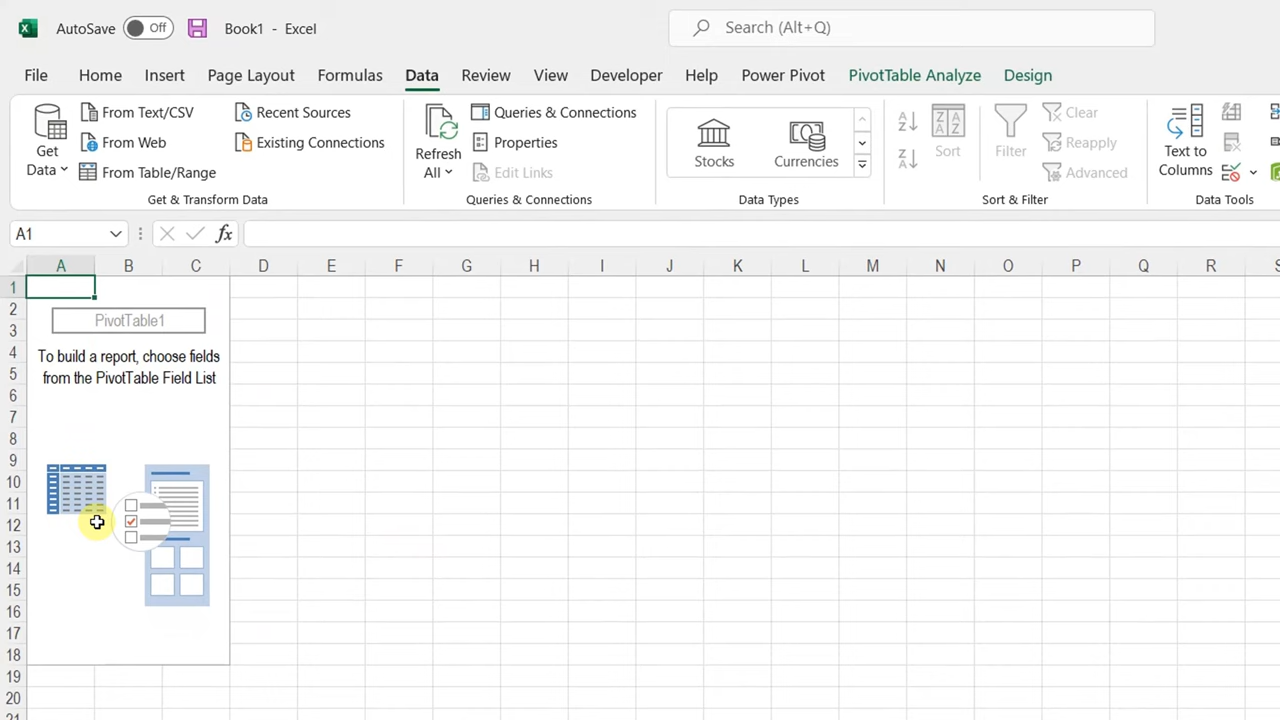 AutoSave Off Book1 - Excel Search (Alt+Q)
File Home Insert Page Layout Formulas Data Review View Developer Help Power Pivot PivotTable Analyze Design
Get Data
From Text/CSV
From Web
From Table/Range
Recent Sources
Existing Connections
Get & Transform Data
Refresh All
Queries & Connections
Properties
Edit Links
Queries & Connections
Stocks
Currencies
Data Types
A Z
Z A
Z A A Z
Sort
Filter
Clear
Reapply
Advanced
Sort & Filter
Text to
Columns
Data Tools
A1 fx
A B C D E F G H I J K L M N O P Q R S
1
2
PivotTable1
3
4
To build a report, choose fields
5
from the PivotTable Field List
6
7
8
9
10
11
12
13
14
15
16
17
18
19
20
21